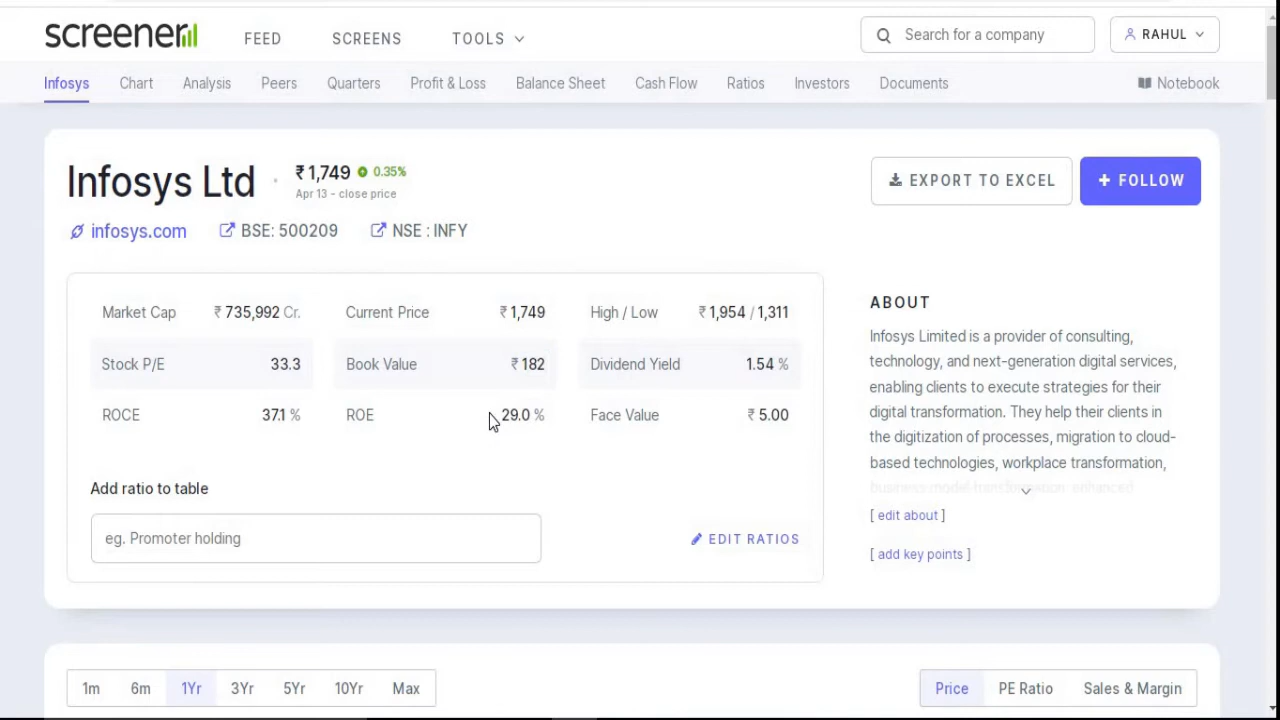 screener
FEED SCREENS TOOLS
Search for a company
RAHUL
Infosys Chart Analysis Peers Quarters Profit & Loss Balance Sheet Cash Flow Ratios Investors Documents Notebook
Infosys Ltd
₹ 1,749 0.35%
Apr 13 - close price
EXPORT TO EXCEL
+ FOLLOW
infosys.com BSE: 500209 NSE : INFY
Market Cap ₹ 735,992 Cr. Current Price ₹ 1,749 High / Low ₹ 1,954 / 1,311
Stock P/E 33.3 Book Value ₹ 182 Dividend Yield 1.54 %
ROCE 37.1 % ROE 29.0 % Face Value ₹ 5.00
Add ratio to table
eg. Promoter holding
EDIT RATIOS
ABOUT
Infosys Limited is a provider of consulting,
technology, and next-generation digital services,
enabling clients to execute strategies for their
digital transformation. They help their clients in
the digitization of processes, migration to cloud-
based technologies, workplace transformation,
business model transformation, enhanced
[ edit about ]
[ add key points ]
1m 6m 1Yr 3Yr 5Yr 10Yr Max
Price PE Ratio Sales & Margin